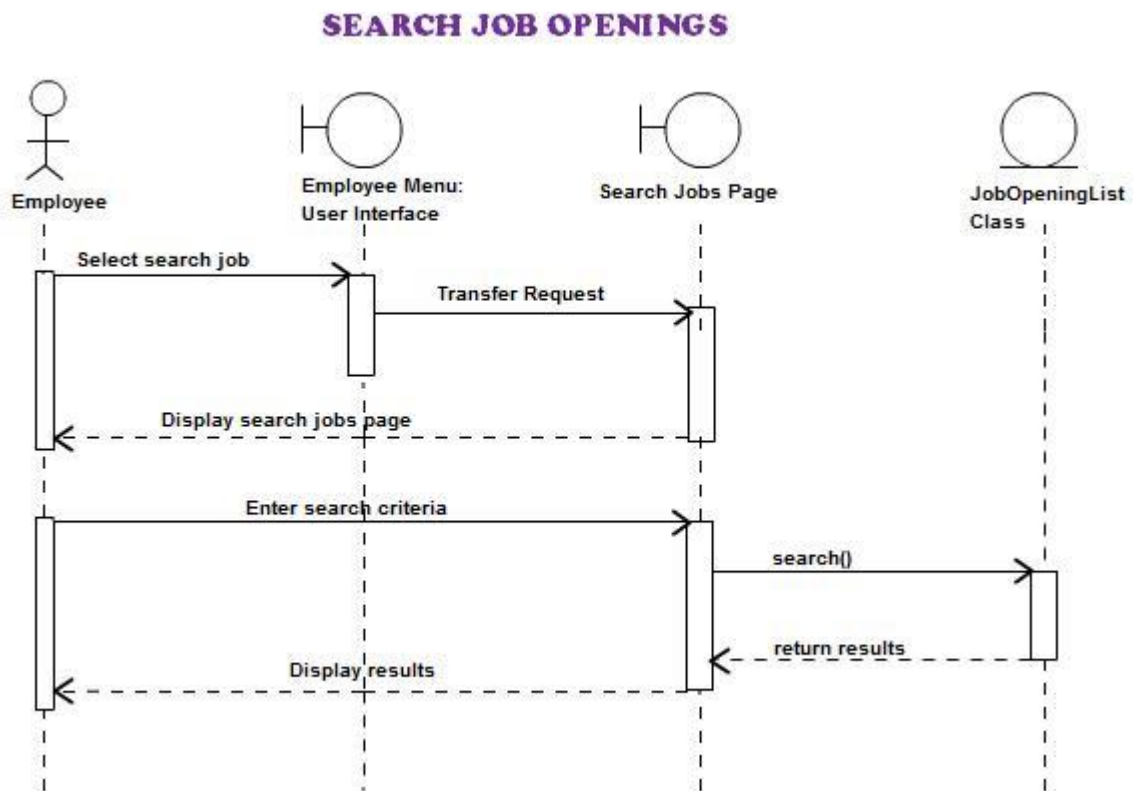 SEARCH JOB OPENINGS
Employee
Employee Menu:
User Interface
Search Jobs Page
JobOpeningList
Class
Select search job
Transfer Request
Display search jobs page
Enter search criteria
search()
return results
Display results